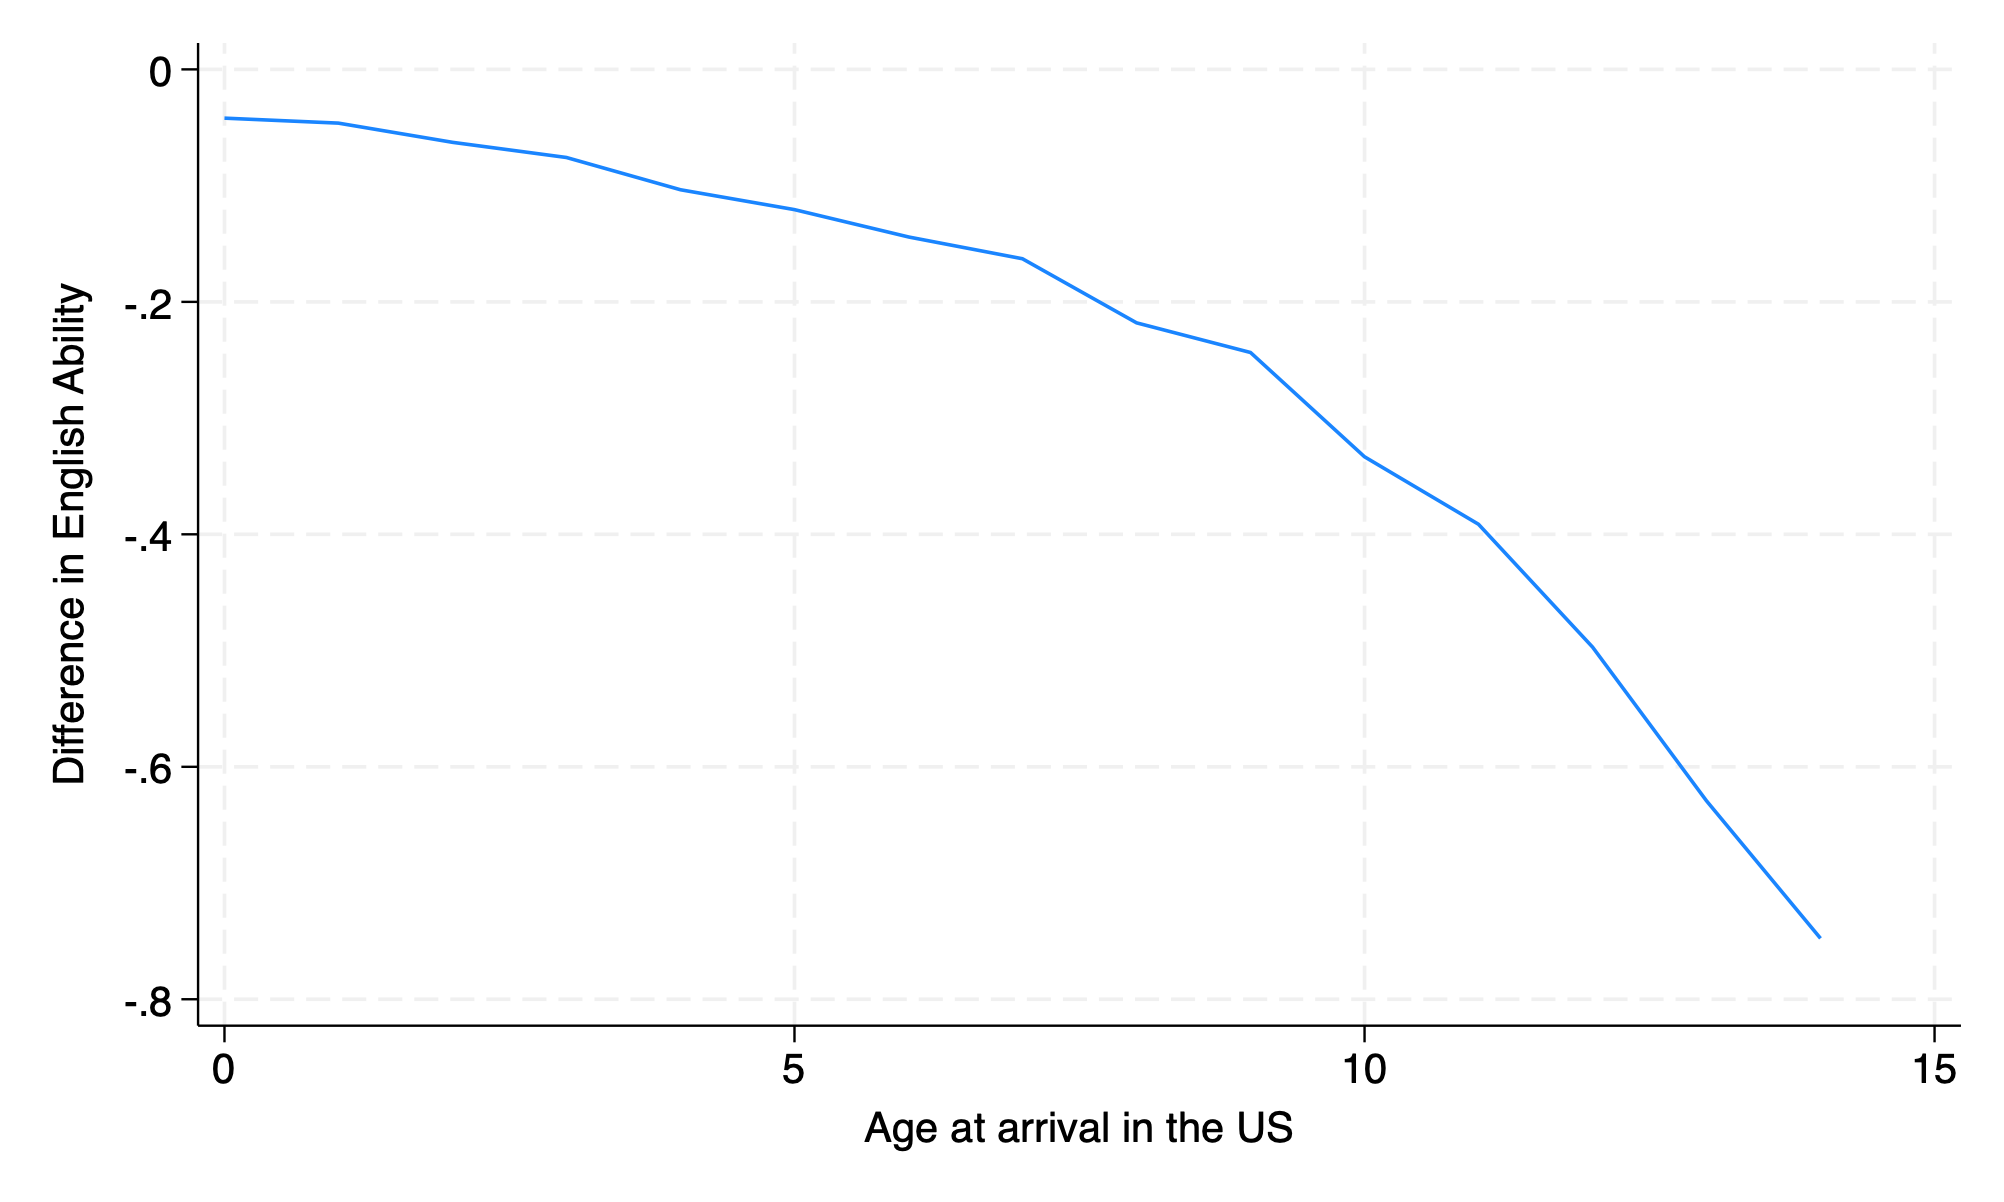 Difference in English Ability
0
-.2
-.4
-.6
-.8
0 5 10 15
Age at arrival in the US